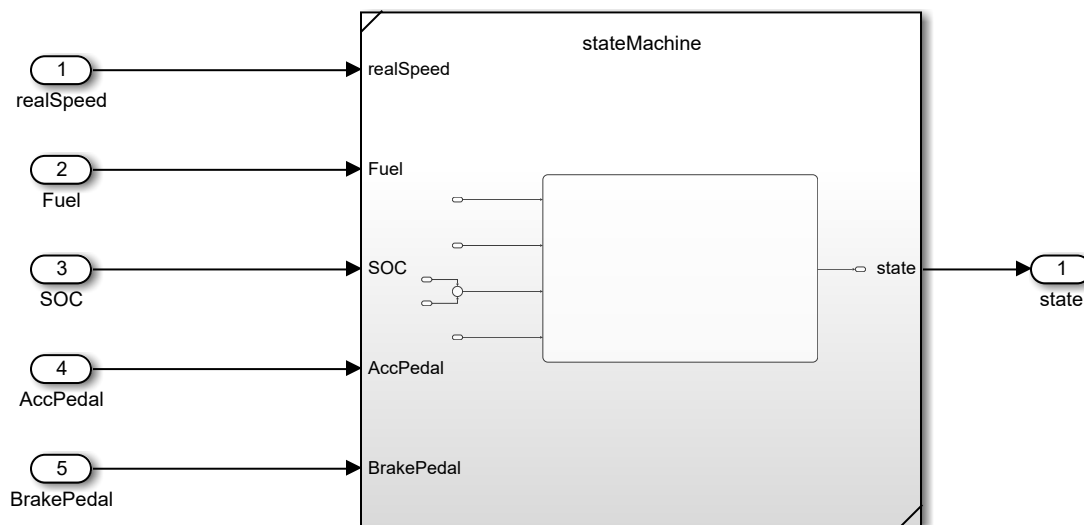 stateMachine
1
realSpeed
realSpeed
2
Fuel
Fuel
3
SOC
SOC
state
1
state
4
AccPedal
AccPedal
5
BrakePedal
BrakePedal